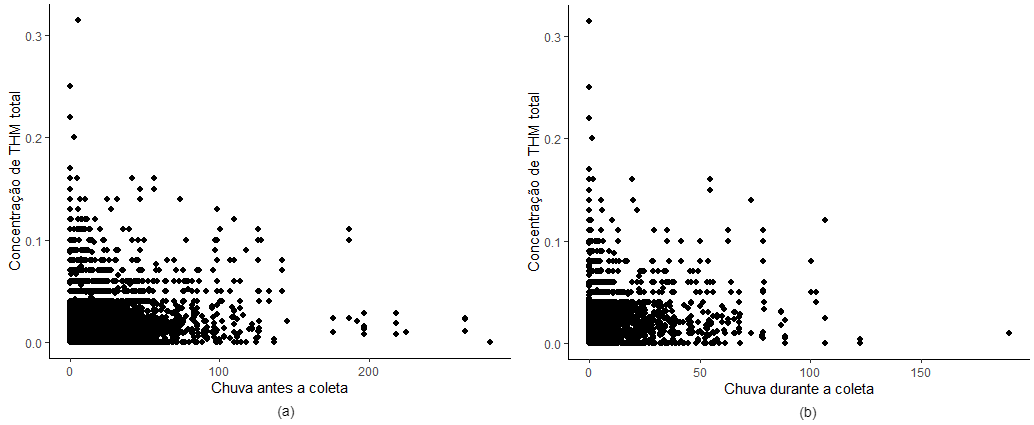 Concentração de THM total
0.3
0.2
0.1
0.0
0
100
200
Chuva antes a coleta
(a)
Concentração de THM total
0.3
0.2
0.1
0.0
0
50
100
150
Chuva durante a coleta
(b)